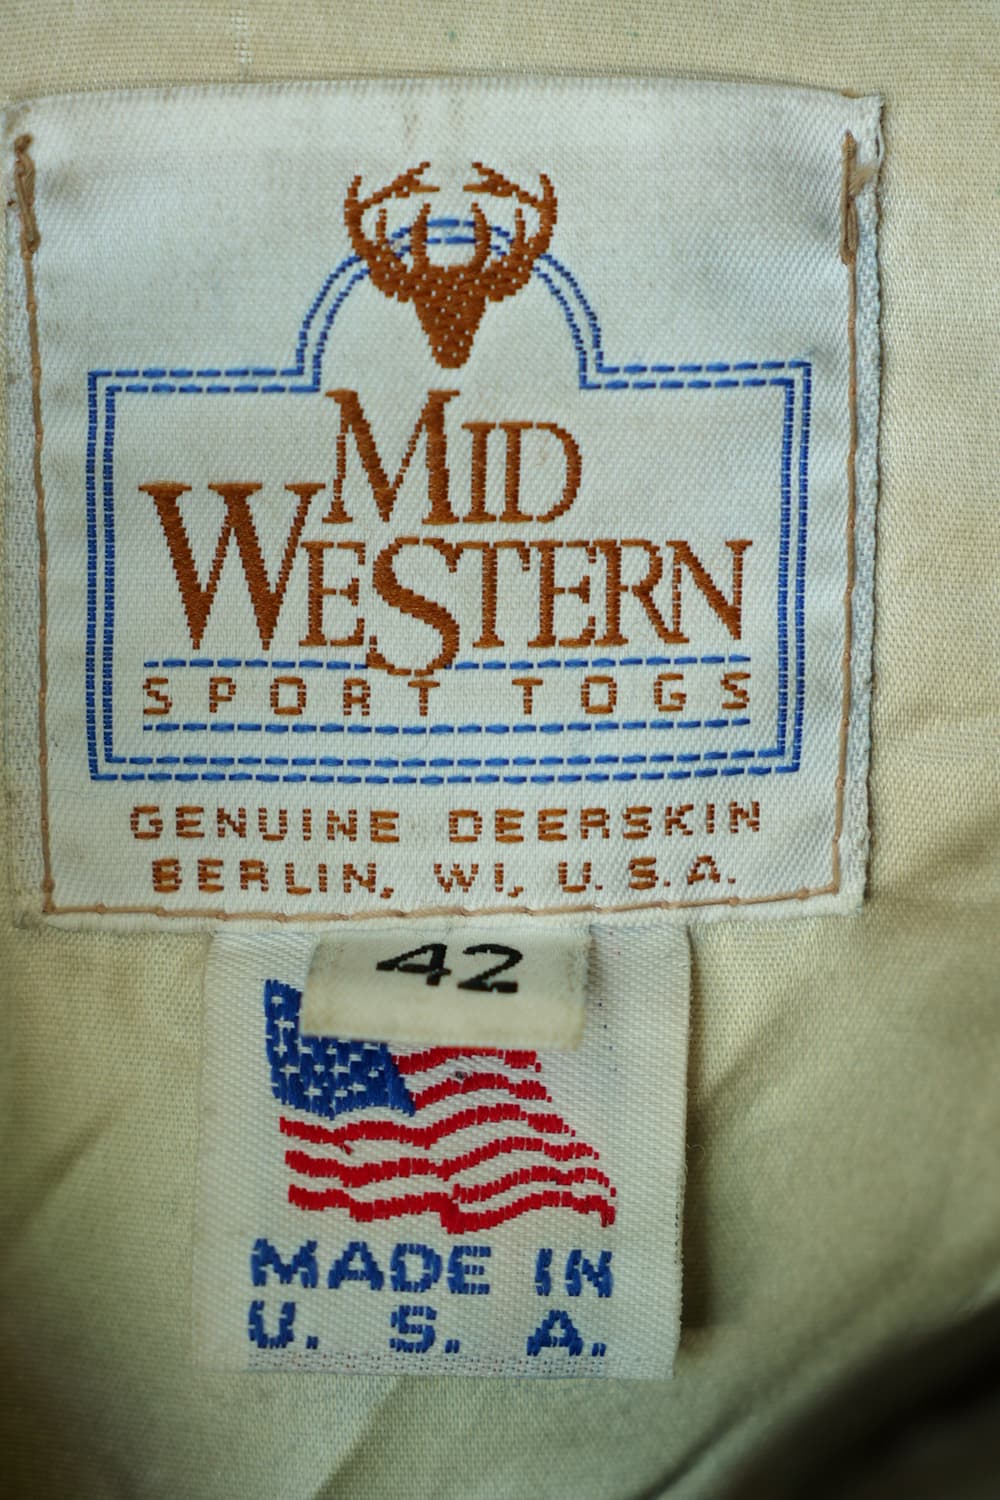 MID
WESTERN
SPORT TOGS
GENUINE DEERSKIN
BERLIN, WI, U.S.A.
42
MADE IN
U. S. A.